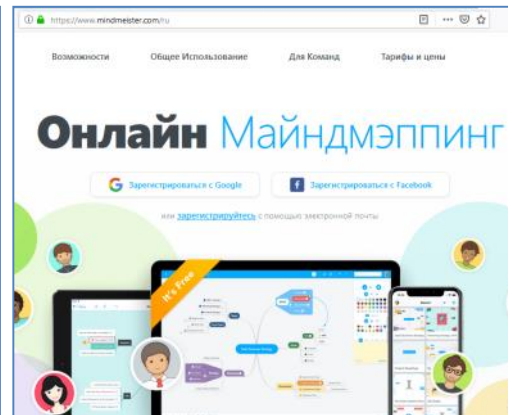 https://www.mindmeister.com/ru
Возможности Общее Использование Для Команд Тарифы и цены
Онлайн Майндмэппинг
Зарегистрироваться с Google Зарегистрироваться с Facebook
или зарегистрируйтесь с помощью электронной почты
It's Free